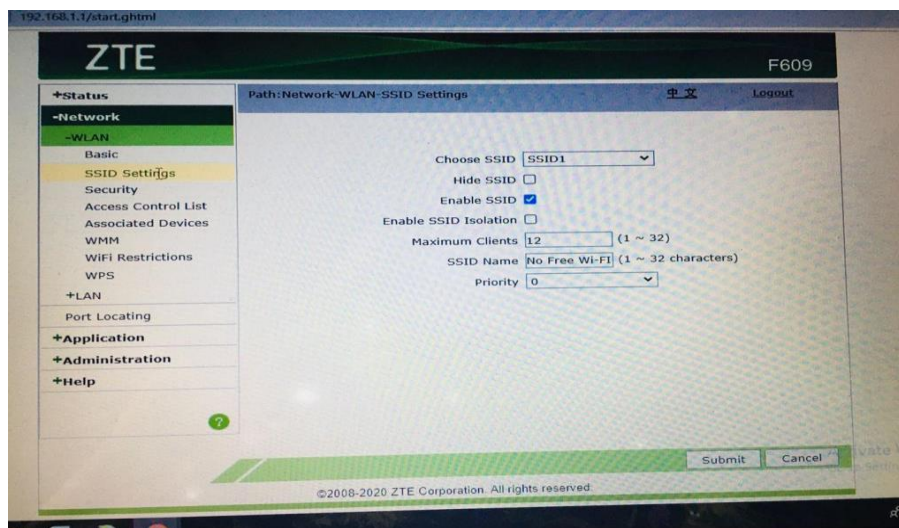 192.168.1.1/start.ghtml
ZTE
F609
+Status
Path:Network-WLAN-SSID Settings
中文
Logout
-Network
-WLAN
Basic
SSID Settings
Security
Access Control List
Associated Devices
WMM
WiFi Restrictions
WPS
+LAN
Port Locating
+Application
+Administration
+Help
?
Choose SSID SSID1
Hide SSID
Enable SSID
Enable SSID Isolation
Maximum Clients 12 (1 ~ 32)
SSID Name No Free Wi-FI (1 ~ 32 characters)
Priority 0
Submit
Cancel
©2008-2020 ZTE Corporation. All rights reserved.